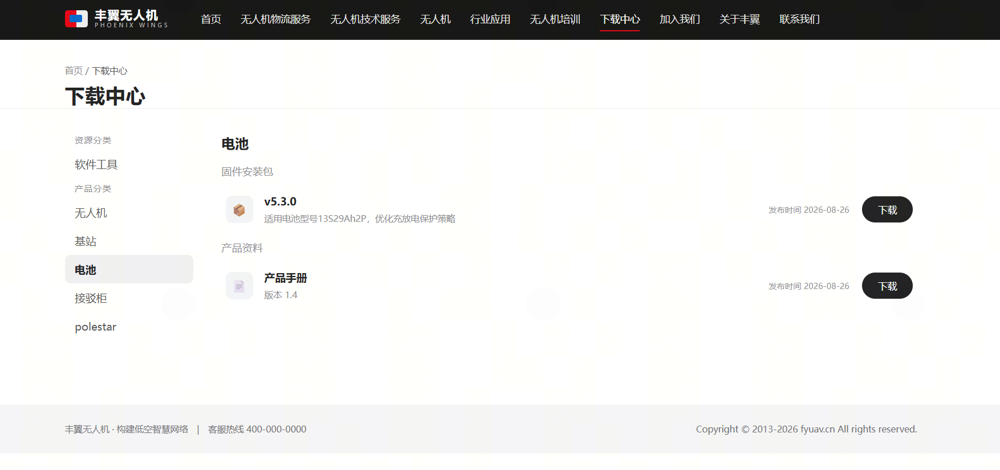 丰翼无人机
PHOENIX WINGS
首页 无人机物流服务 无人机技术服务 无人机 行业应用 无人机培训 下载中心 加入我们 关于丰翼 联系我们
首页 / 下载中心
下载中心
资源分类
软件工具
产品分类
无人机
基站
电池
接驳柜
polestar
电池
固件安装包
v5.3.0
适用电池型号13S29Ah2P，优化充放电保护策略
发布时间 2026-08-26
下载
产品资料
产品手册
版本 1.4
发布时间 2026-08-26
下载
丰翼无人机 · 构建低空智慧网络 | 客服热线 400-000-0000
Copyright © 2013-2026 fyuav.cn All rights reserved.